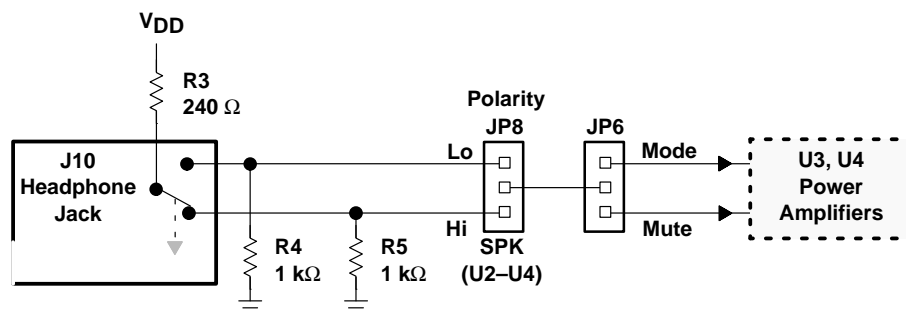 VDD
R3
240 Ω
Polarity
JP8
JP6
J10
Headphone
Jack
Lo
Mode
U3, U4
Power
Amplifiers
Hi
Mute
R4
1 kΩ
R5
1 kΩ
SPK
(U2–U4)